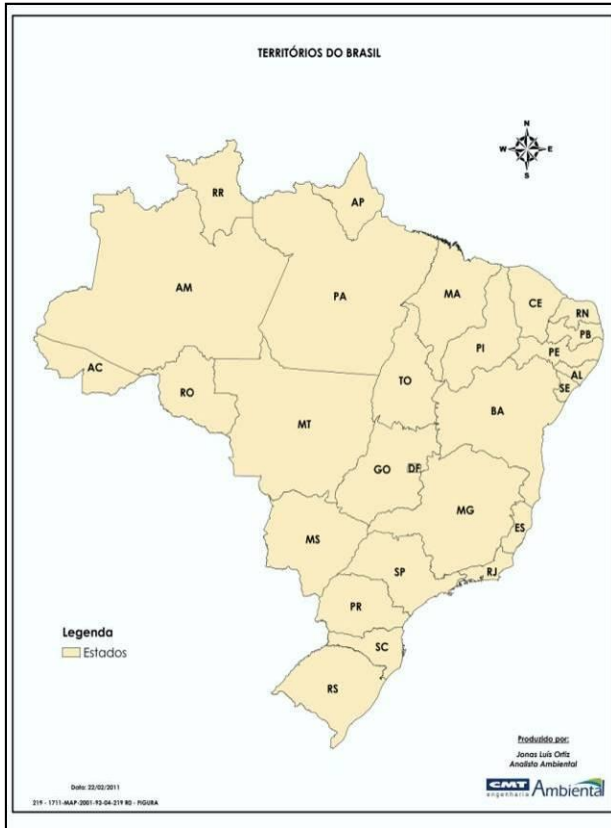 TERRITÓRIOS DO BRASIL
N
W E
S
RR
AP
AM
PA
MA
CE
RN
PB
PE
PI
AL
SE
AC
RO
TO
BA
MT
GO
DF
MG
ES
MS
SP
RJ
PR
SC
RS
Legenda
Estados
Produzido por:
Jonas Luís Ortiz
Analista Ambiental
CMT
engenharia Ambiental
Data: 22/02/2011
219 - 1711-MAP-2001-93-04-219 R0 - FIGURA